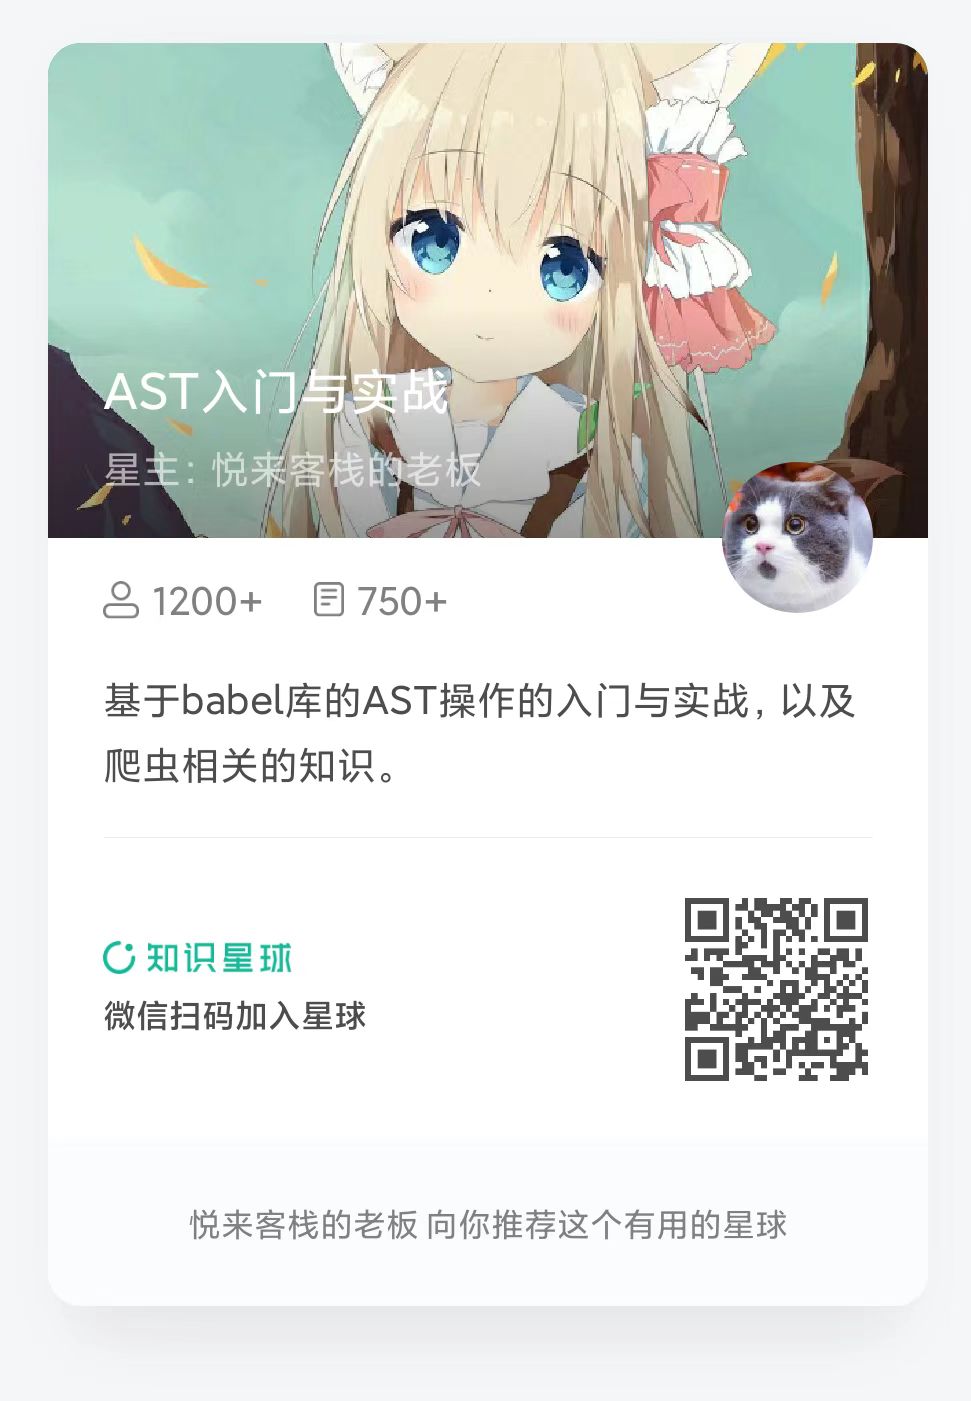 AST入门与实战
星主：悦来客栈的老板
1200+ 750+
基于babel库的AST操作的入门与实战，以及
爬虫相关的知识。
知识星球
微信扫码加入星球
悦来客栈的老板 向你推荐这个有用的星球